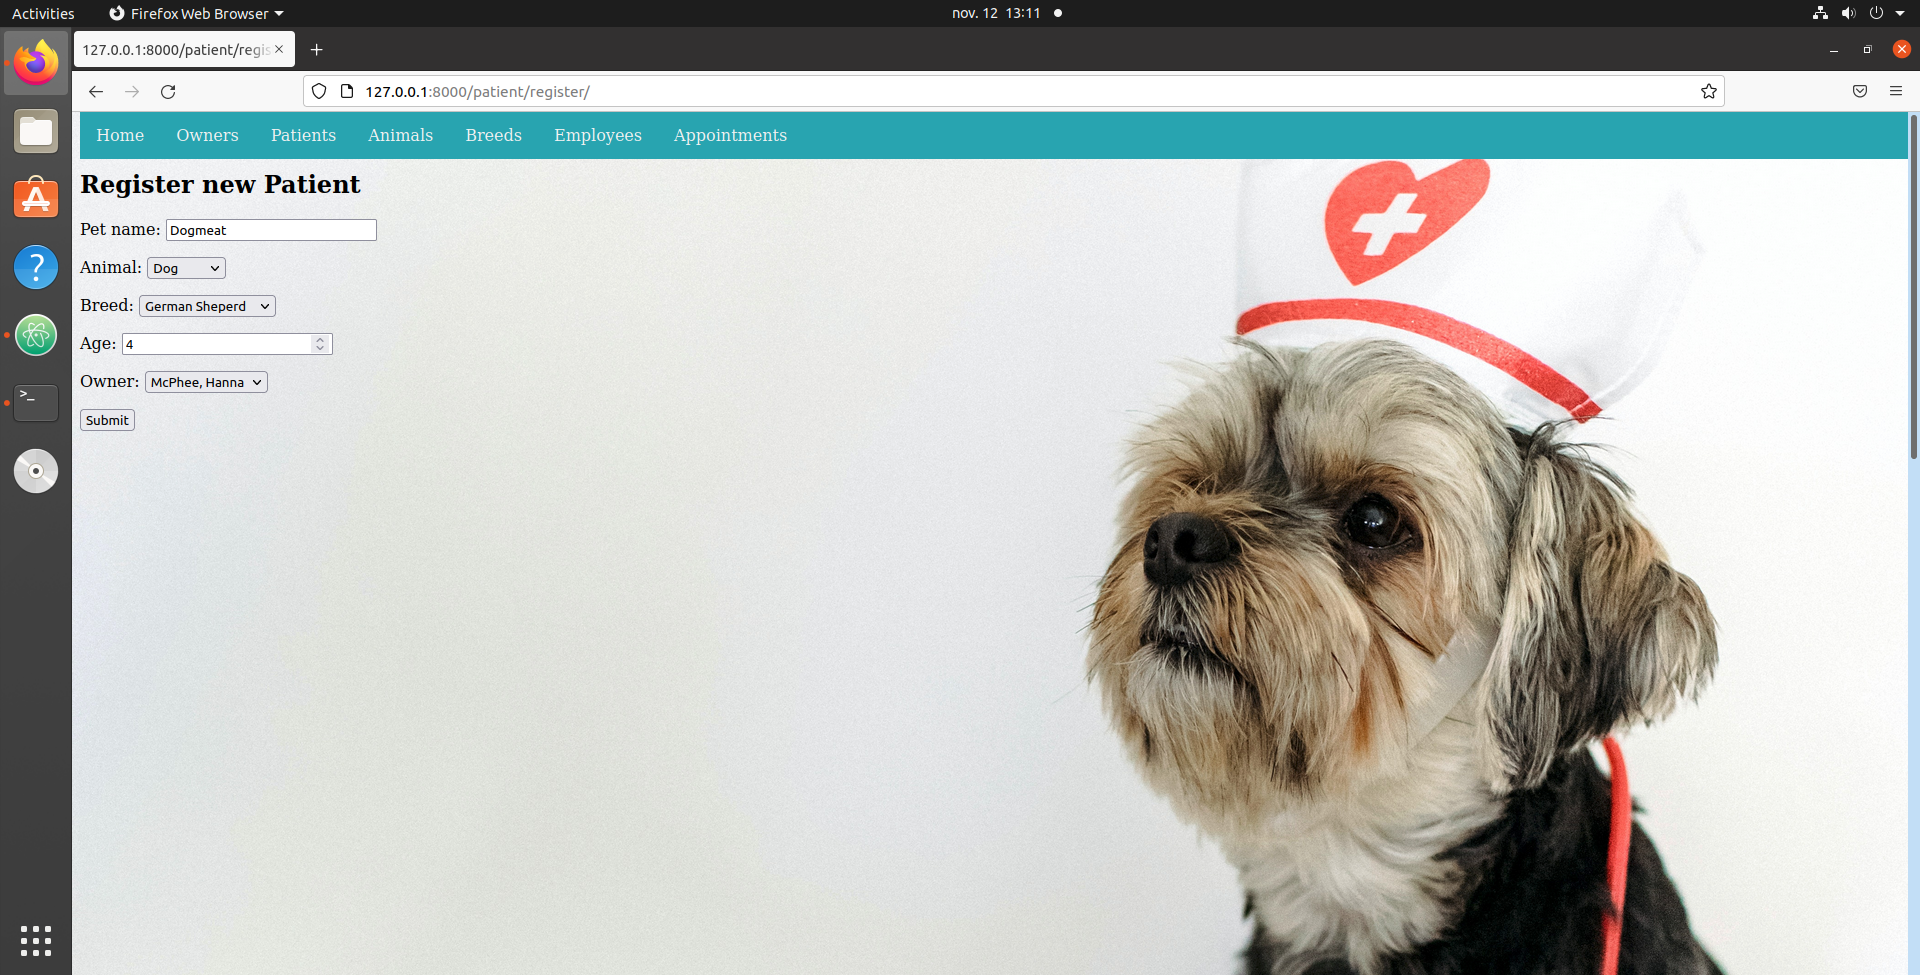 Activities Firefox Web Browser nov. 12 13:11
127.0.0.1:8000/patient/regis
127.0.0.1:8000/patient/register/
Home Owners Patients Animals Breeds Employees Appointments
Register new Patient
Pet name: Dogmeat
Animal: Dog
Breed: German Sheperd
Age: 4
Owner: McPhee, Hanna
Submit